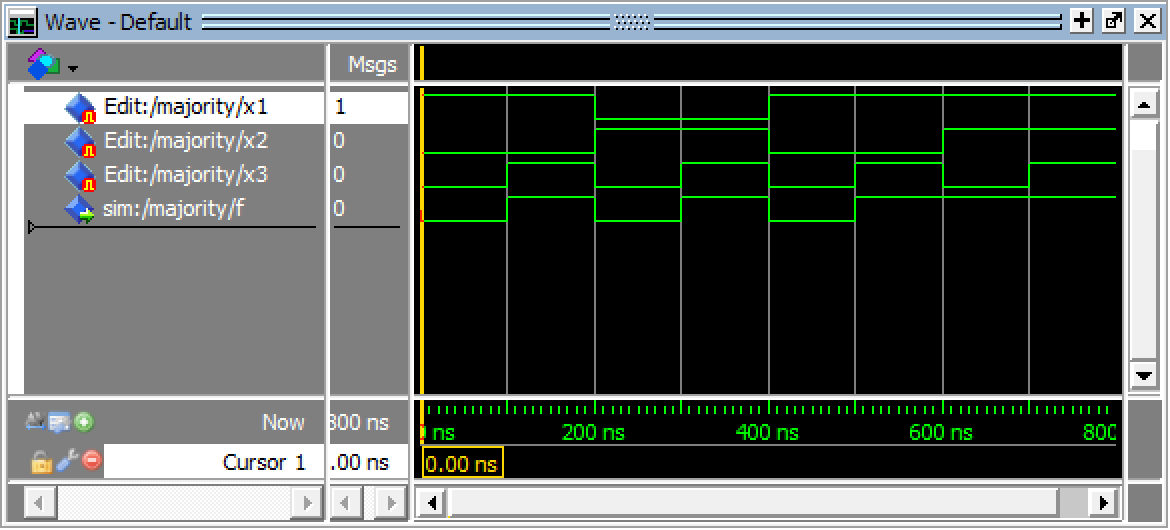 Wave - Default
Msgs
Edit:/majority/x1 1
Edit:/majority/x2 0
Edit:/majority/x3 0
sim:/majority/f 0
Now 800 ns
ns 200 ns 400 ns 600 ns 800
Cursor 1 .00 ns
0.00 ns